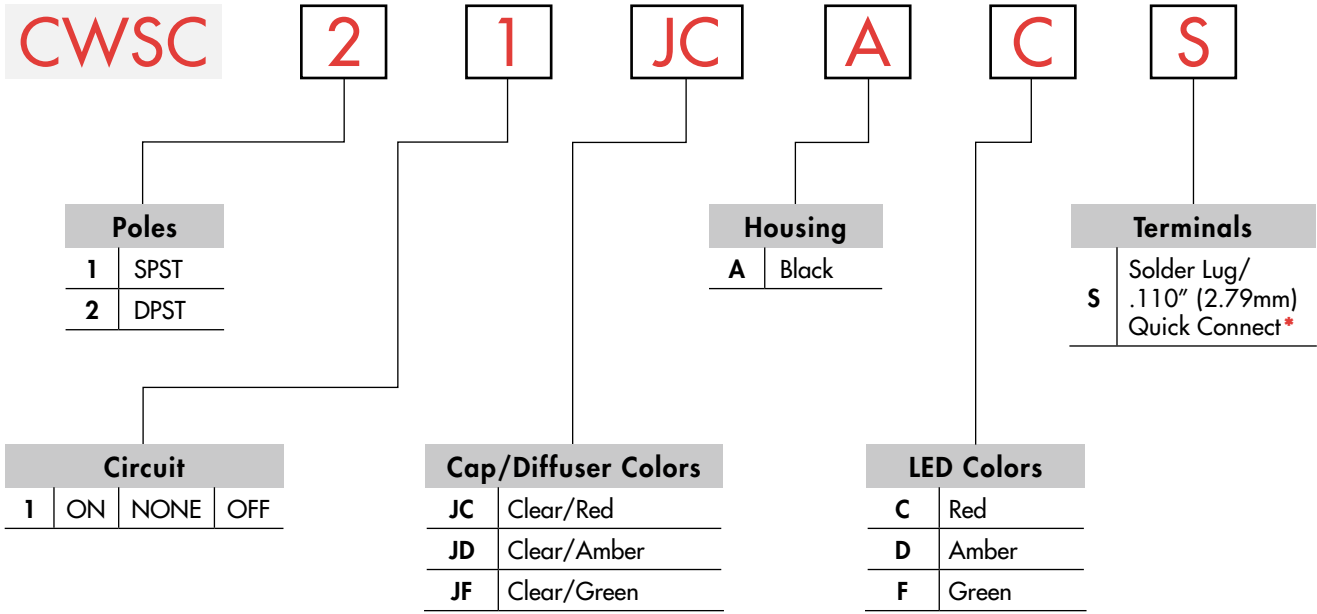 CWSC 2 1 JC A C S
Poles
1 SPST
2 DPST
Housing
A Black
Terminals
S Solder Lug/
.110" (2.79mm)
Quick Connect*
Circuit
1 ON NONE OFF
Cap/Diffuser Colors
JC Clear/Red
JD Clear/Amber
JF Clear/Green
LED Colors
C Red
D Amber
F Green